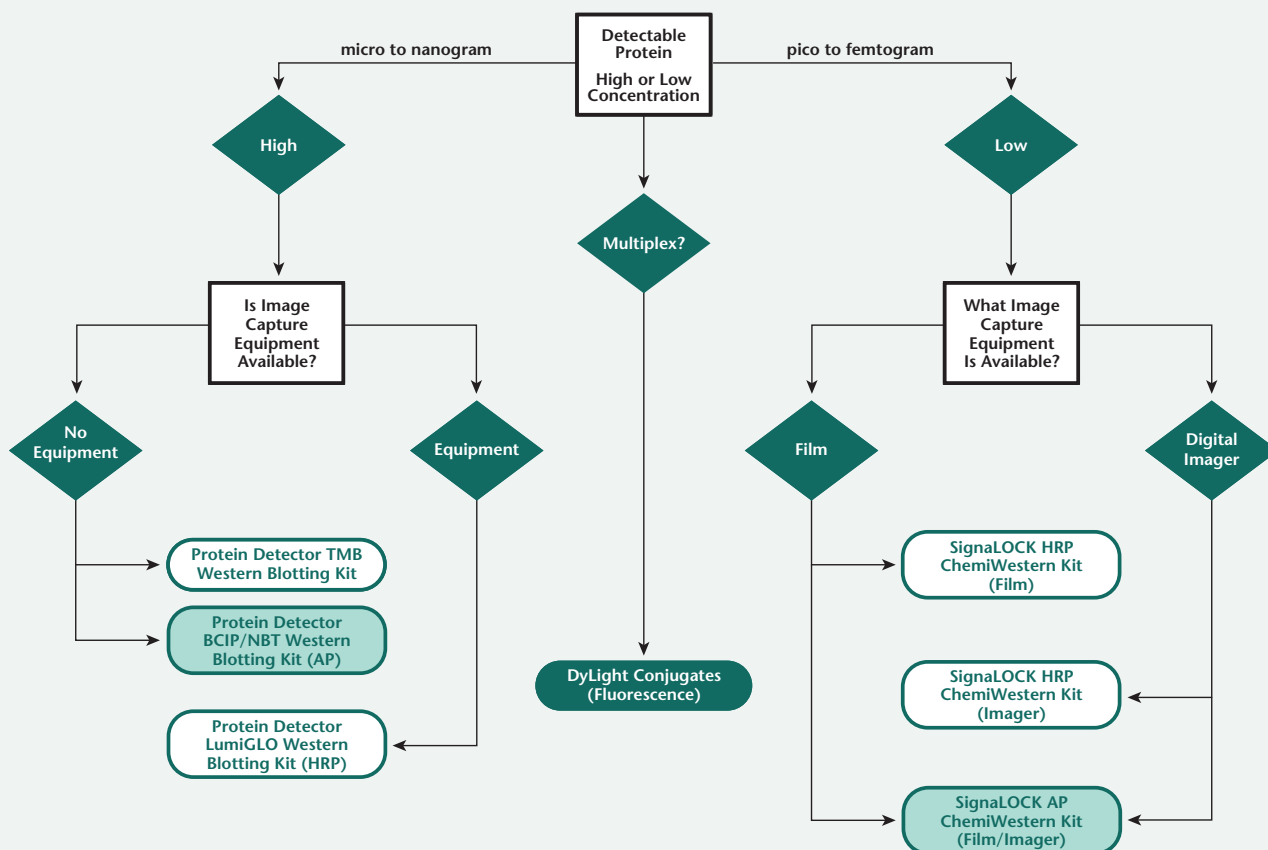 micro to nanogram
Detectable
Protein
High or Low
Concentration
pico to femtogram
High
Low
Multiplex?
Is Image
Capture
Equipment
Available?
What Image
Capture
Equipment
Is Available?
No
Equipment
Equipment
Film
Digital
Imager
Protein Detector TMB
Western Blotting Kit
Protein Detector
BCIP/NBT Western
Blotting Kit (AP)
Protein Detector
LumiGLO Western
Blotting Kit (HRP)
DyLight Conjugates
(Fluorescence)
SignaLOCK HRP
ChemiWestern Kit
(Film)
SignaLOCK HRP
ChemiWestern Kit
(Imager)
SignaLOCK AP
ChemiWestern Kit
(Film/Imager)